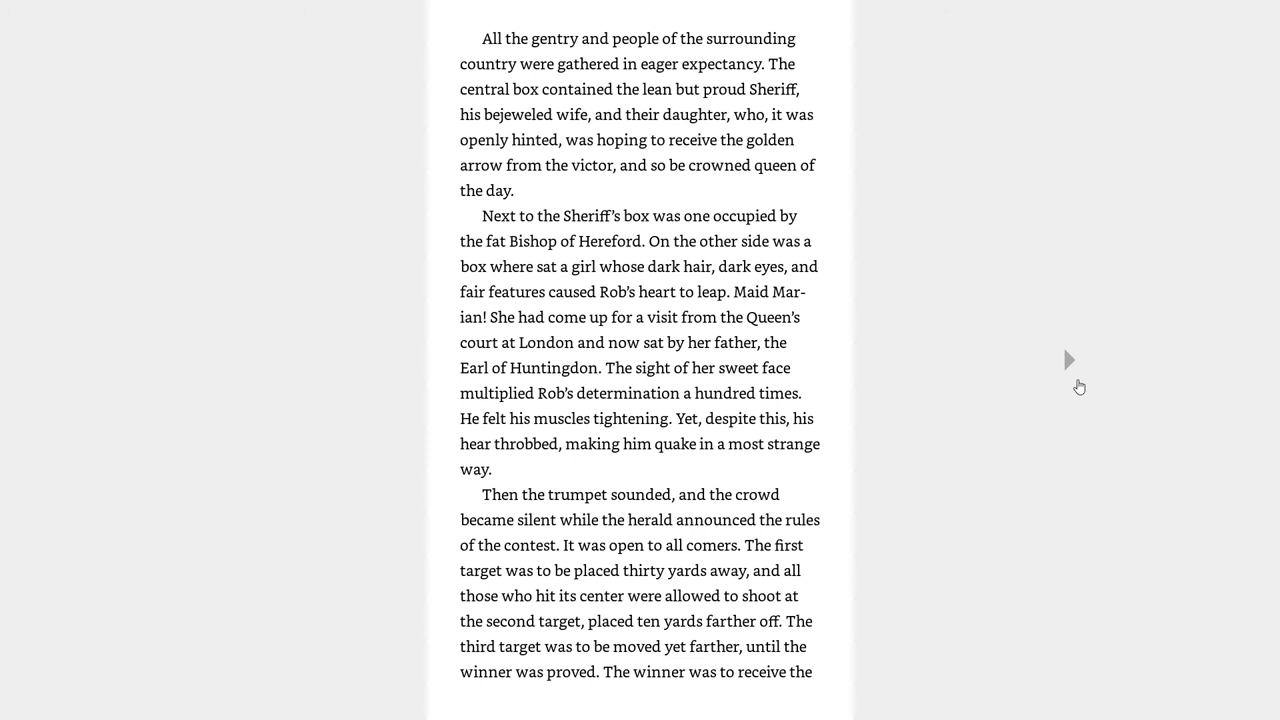 All the gentry and people of the surrounding
country were gathered in eager expectancy. The
central box contained the lean but proud Sheriff,
his bejeweled wife, and their daughter, who, it was
openly hinted, was hoping to receive the golden
arrow from the victor, and so be crowned queen of
the day.
Next to the Sheriff's box was one occupied by
the fat Bishop of Hereford. On the other side was a
box where sat a girl whose dark hair, dark eyes, and
fair features caused Rob's heart to leap. Maid Mar-
ian! She had come up for a visit from the Queen's
court at London and now sat by her father, the
Earl of Huntingdon. The sight of her sweet face
multiplied Rob's determination a hundred times.
He felt his muscles tightening. Yet, despite this, his
hear throbbed, making him quake in a most strange
way.
Then the trumpet sounded, and the crowd
became silent while the herald announced the rules
of the contest. It was open to all comers. The first
target was to be placed thirty yards away, and all
those who hit its center were allowed to shoot at
the second target, placed ten yards farther off. The
third target was to be moved yet farther, until the
winner was proved. The winner was to receive the